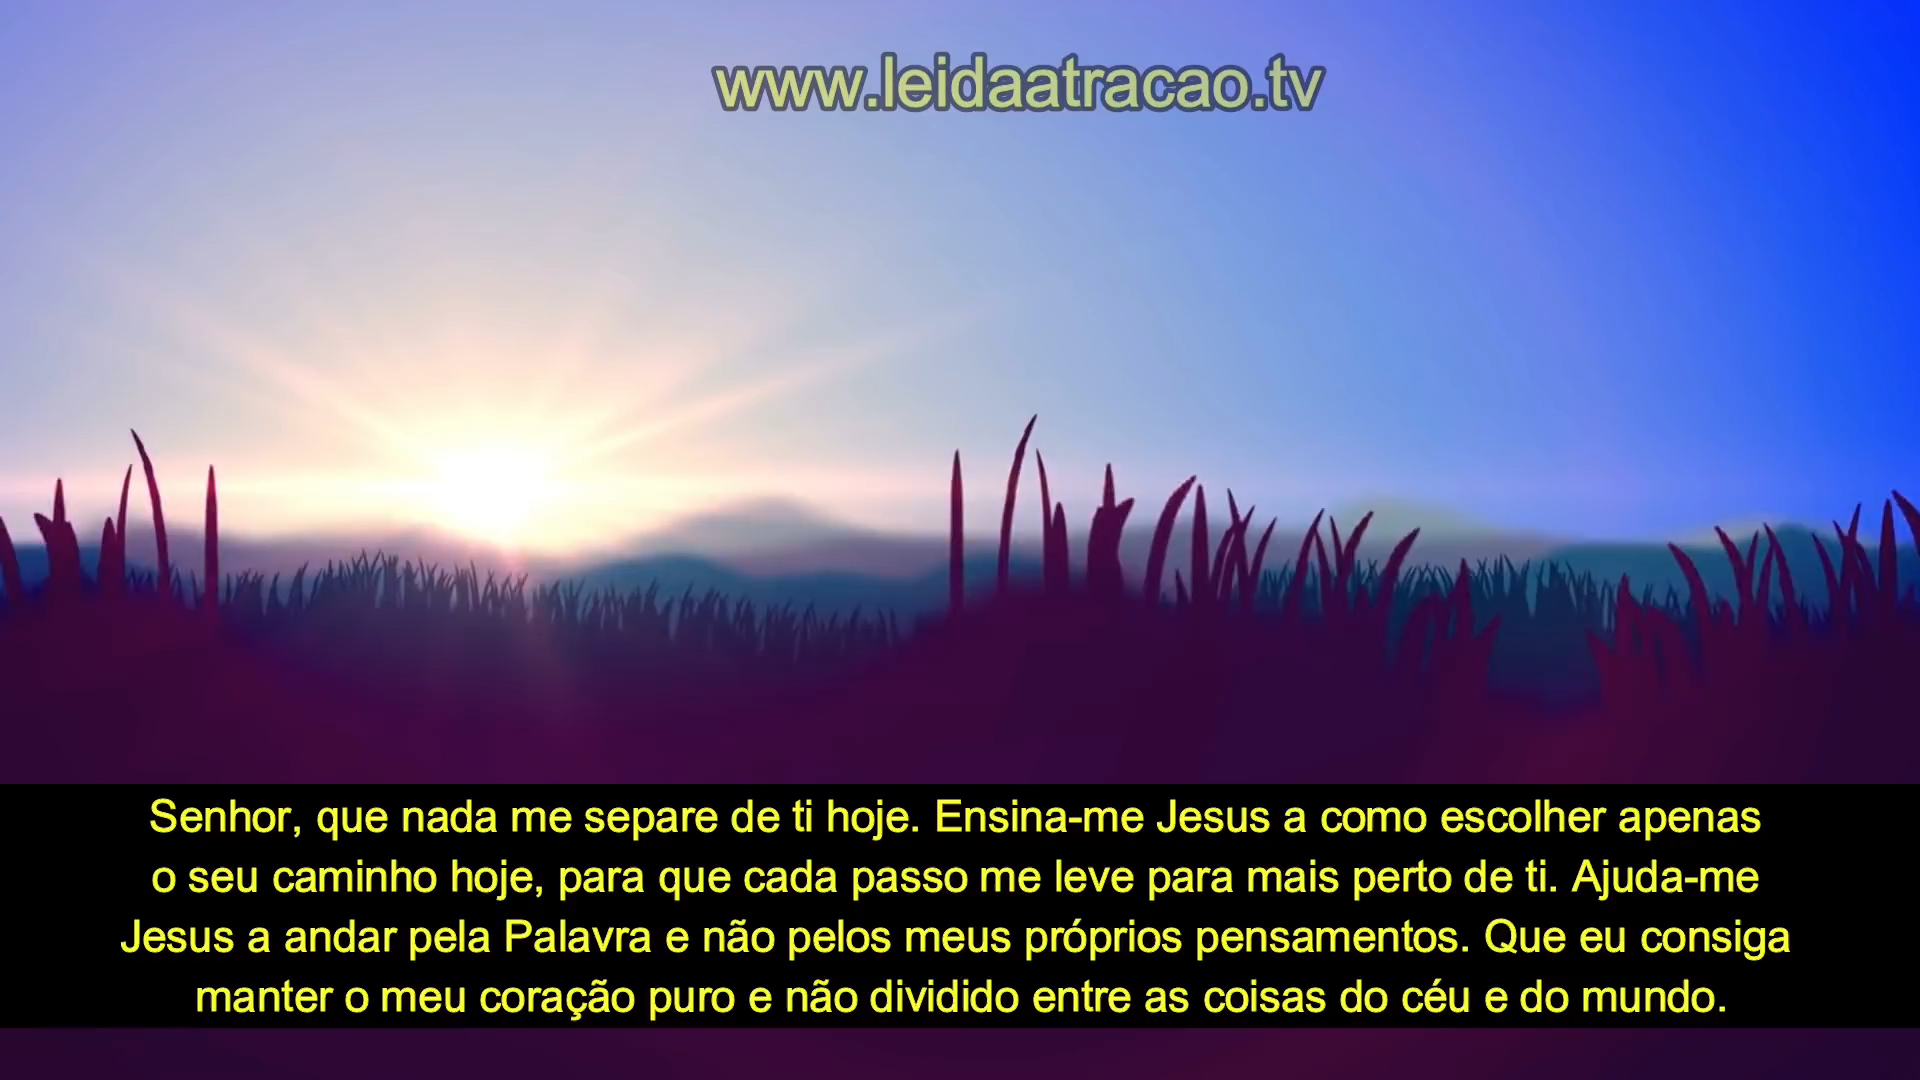 www.leidaatracao.tv
Senhor, que nada me separe de ti hoje. Ensina-me Jesus a como escolher apenas
o seu caminho hoje, para que cada passo me leve para mais perto de ti. Ajuda-me
Jesus a andar pela Palavra e não pelos meus próprios pensamentos. Que eu consiga
manter o meu coração puro e não dividido entre as coisas do céu e do mundo.